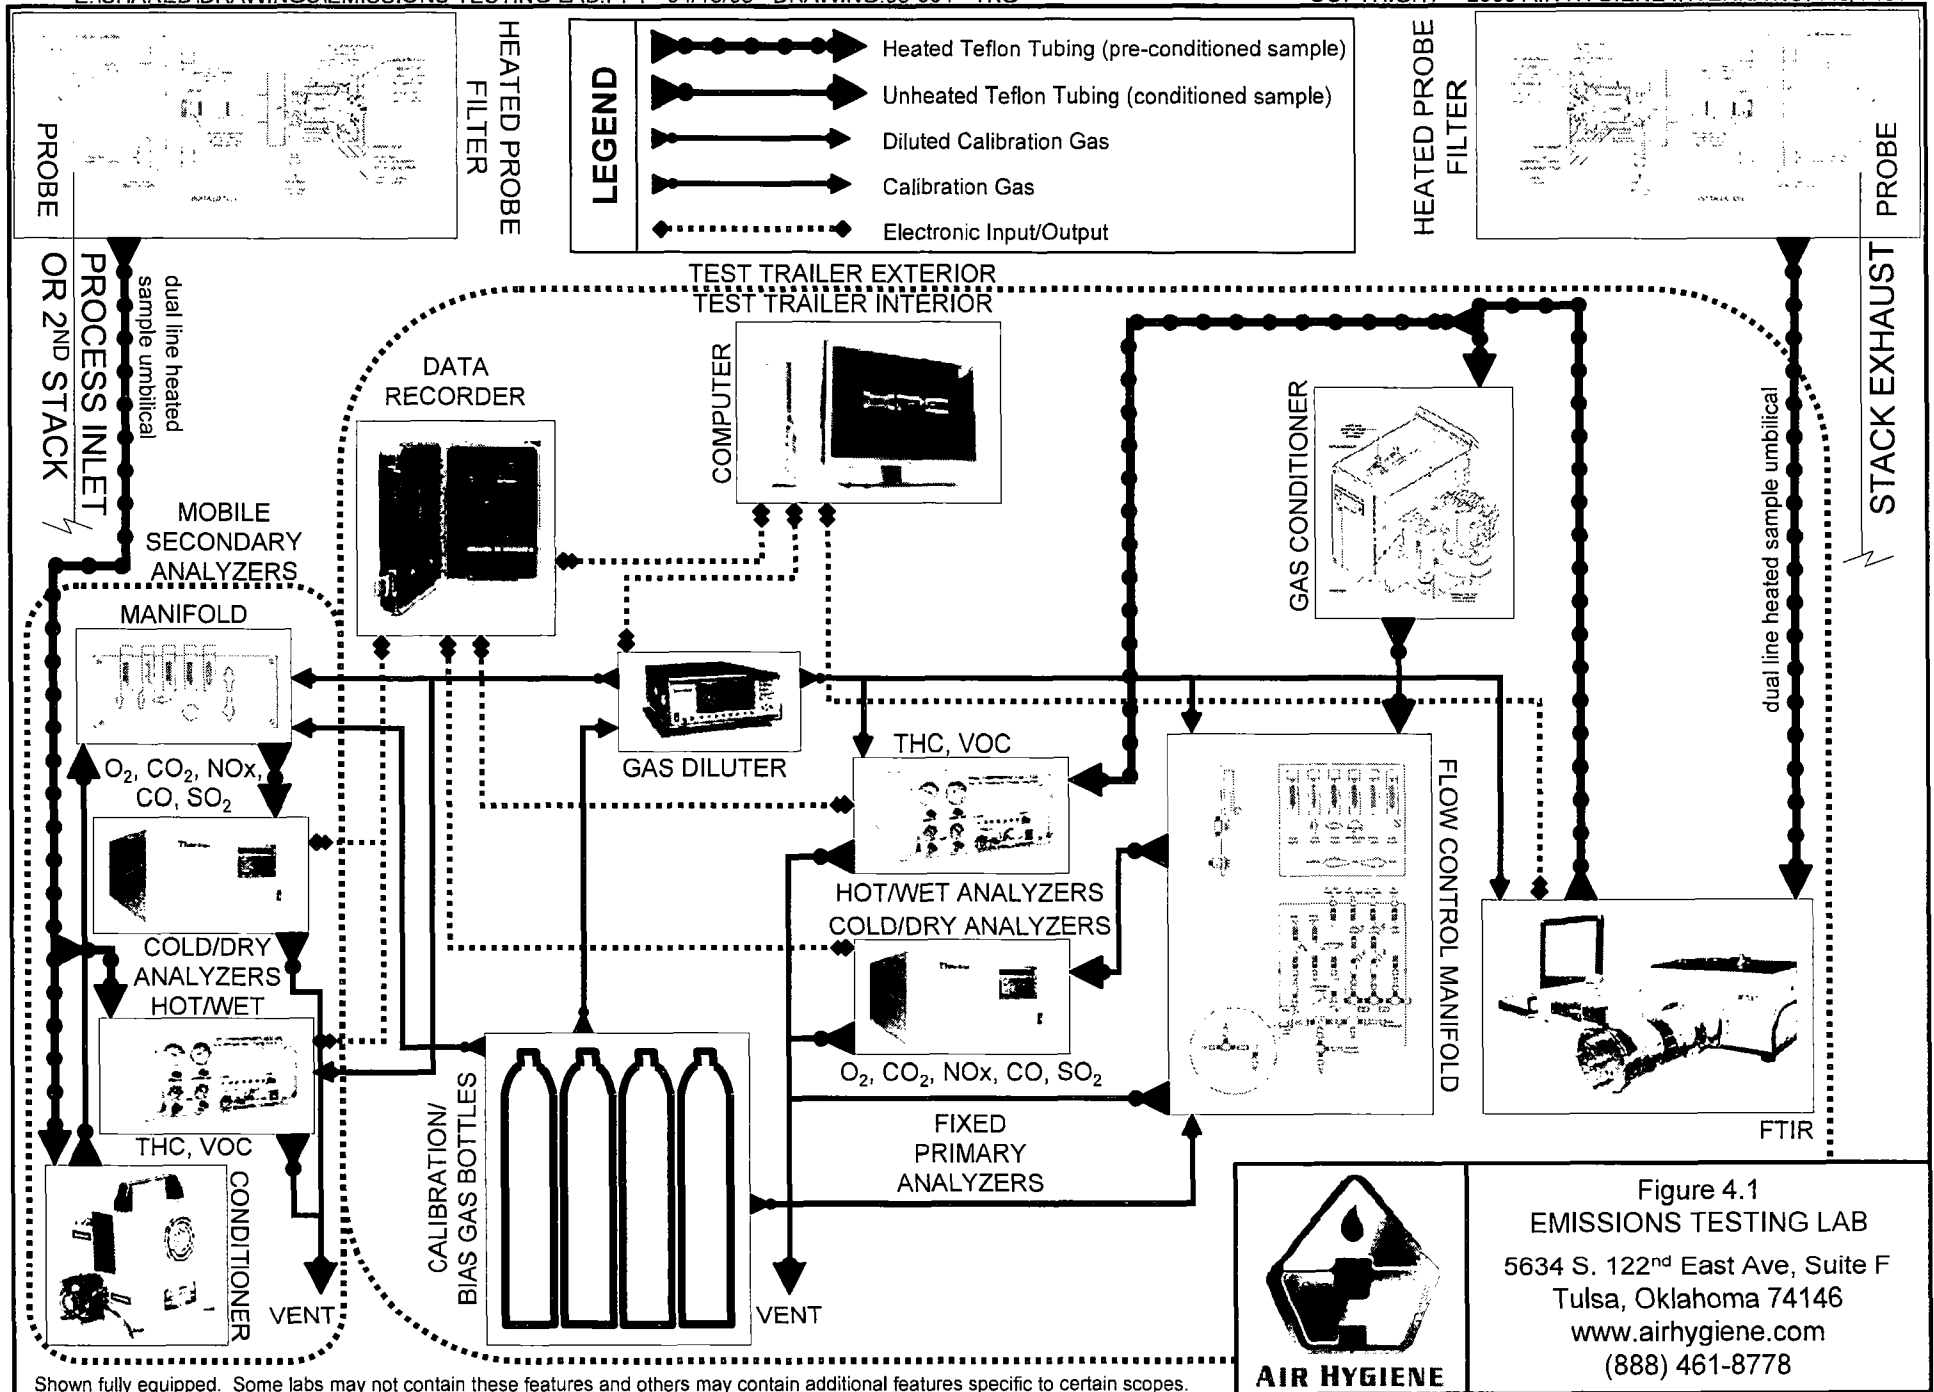 LEGEND
Heated Teflon Tubing (pre-conditioned sample)
Unheated Teflon Tubing (conditioned sample)
Diluted Calibration Gas
Calibration Gas
Electronic Input/Output
PROBE
HEATED PROBE
FILTER
HEATED PROBE
FILTER
PROBE
PROCESS INLET
OR 2ND STACK
dual line heated
sample umbilical
TEST TRAILER EXTERIOR
TEST TRAILER INTERIOR
DATA
RECORDER
COMPUTER
GAS CONDITIONER
dual line heated sample umbilical
STACK EXHAUST
MOBILE
SECONDARY
ANALYZERS
MANIFOLD
O₂, CO₂, NOx,
CO, SO₂
COLD/DRY
ANALYZERS
HOT/WET
THC, VOC
CONDITIONER
VENT
GAS DILUTER
THC, VOC
HOT/WET ANALYZERS
COLD/DRY ANALYZERS
O₂, CO₂, NOx, CO, SO₂
FLOW CONTROL MANIFOLD
FTIR
CALIBRATION/
BIAS GAS BOTTLES
FIXED
PRIMARY
ANALYZERS
VENT
AIR HYGIENE
Figure 4.1
EMISSIONS TESTING LAB
5634 S. 122nd East Ave, Suite F
Tulsa, Oklahoma 74146
www.airhygiene.com
(888) 461-8778
Shown fully equipped. Some labs may not contain these features and others may contain additional features specific to certain scopes.